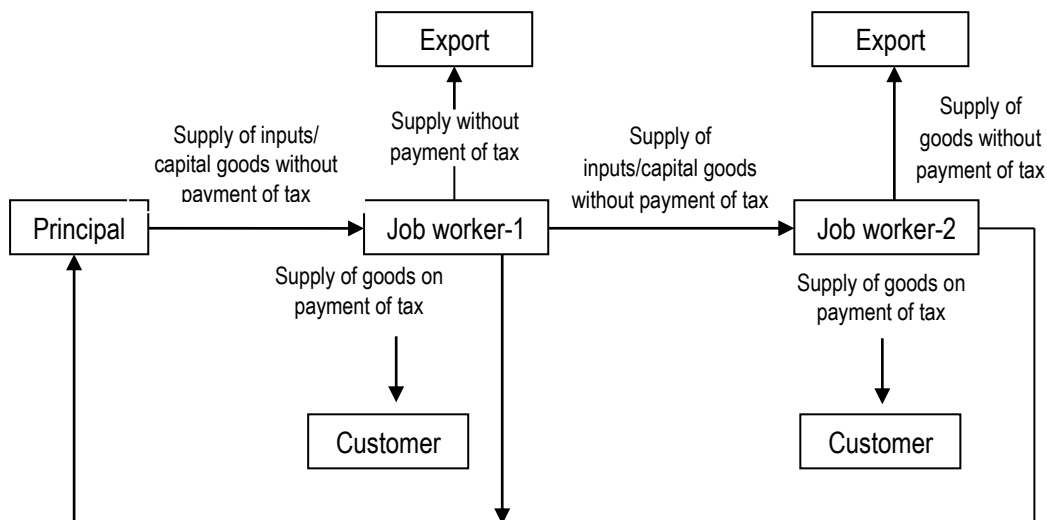 Export
Export
Supply of inputs/
capital goods without
payment of tax
Supply without
payment of tax
Supply of
inputs/capital goods
without payment of tax
Supply of
goods without
payment of tax
Principal
Job worker-1
Job worker-2
Supply of goods on
payment of tax
Supply of goods on
payment of tax
Customer
Customer